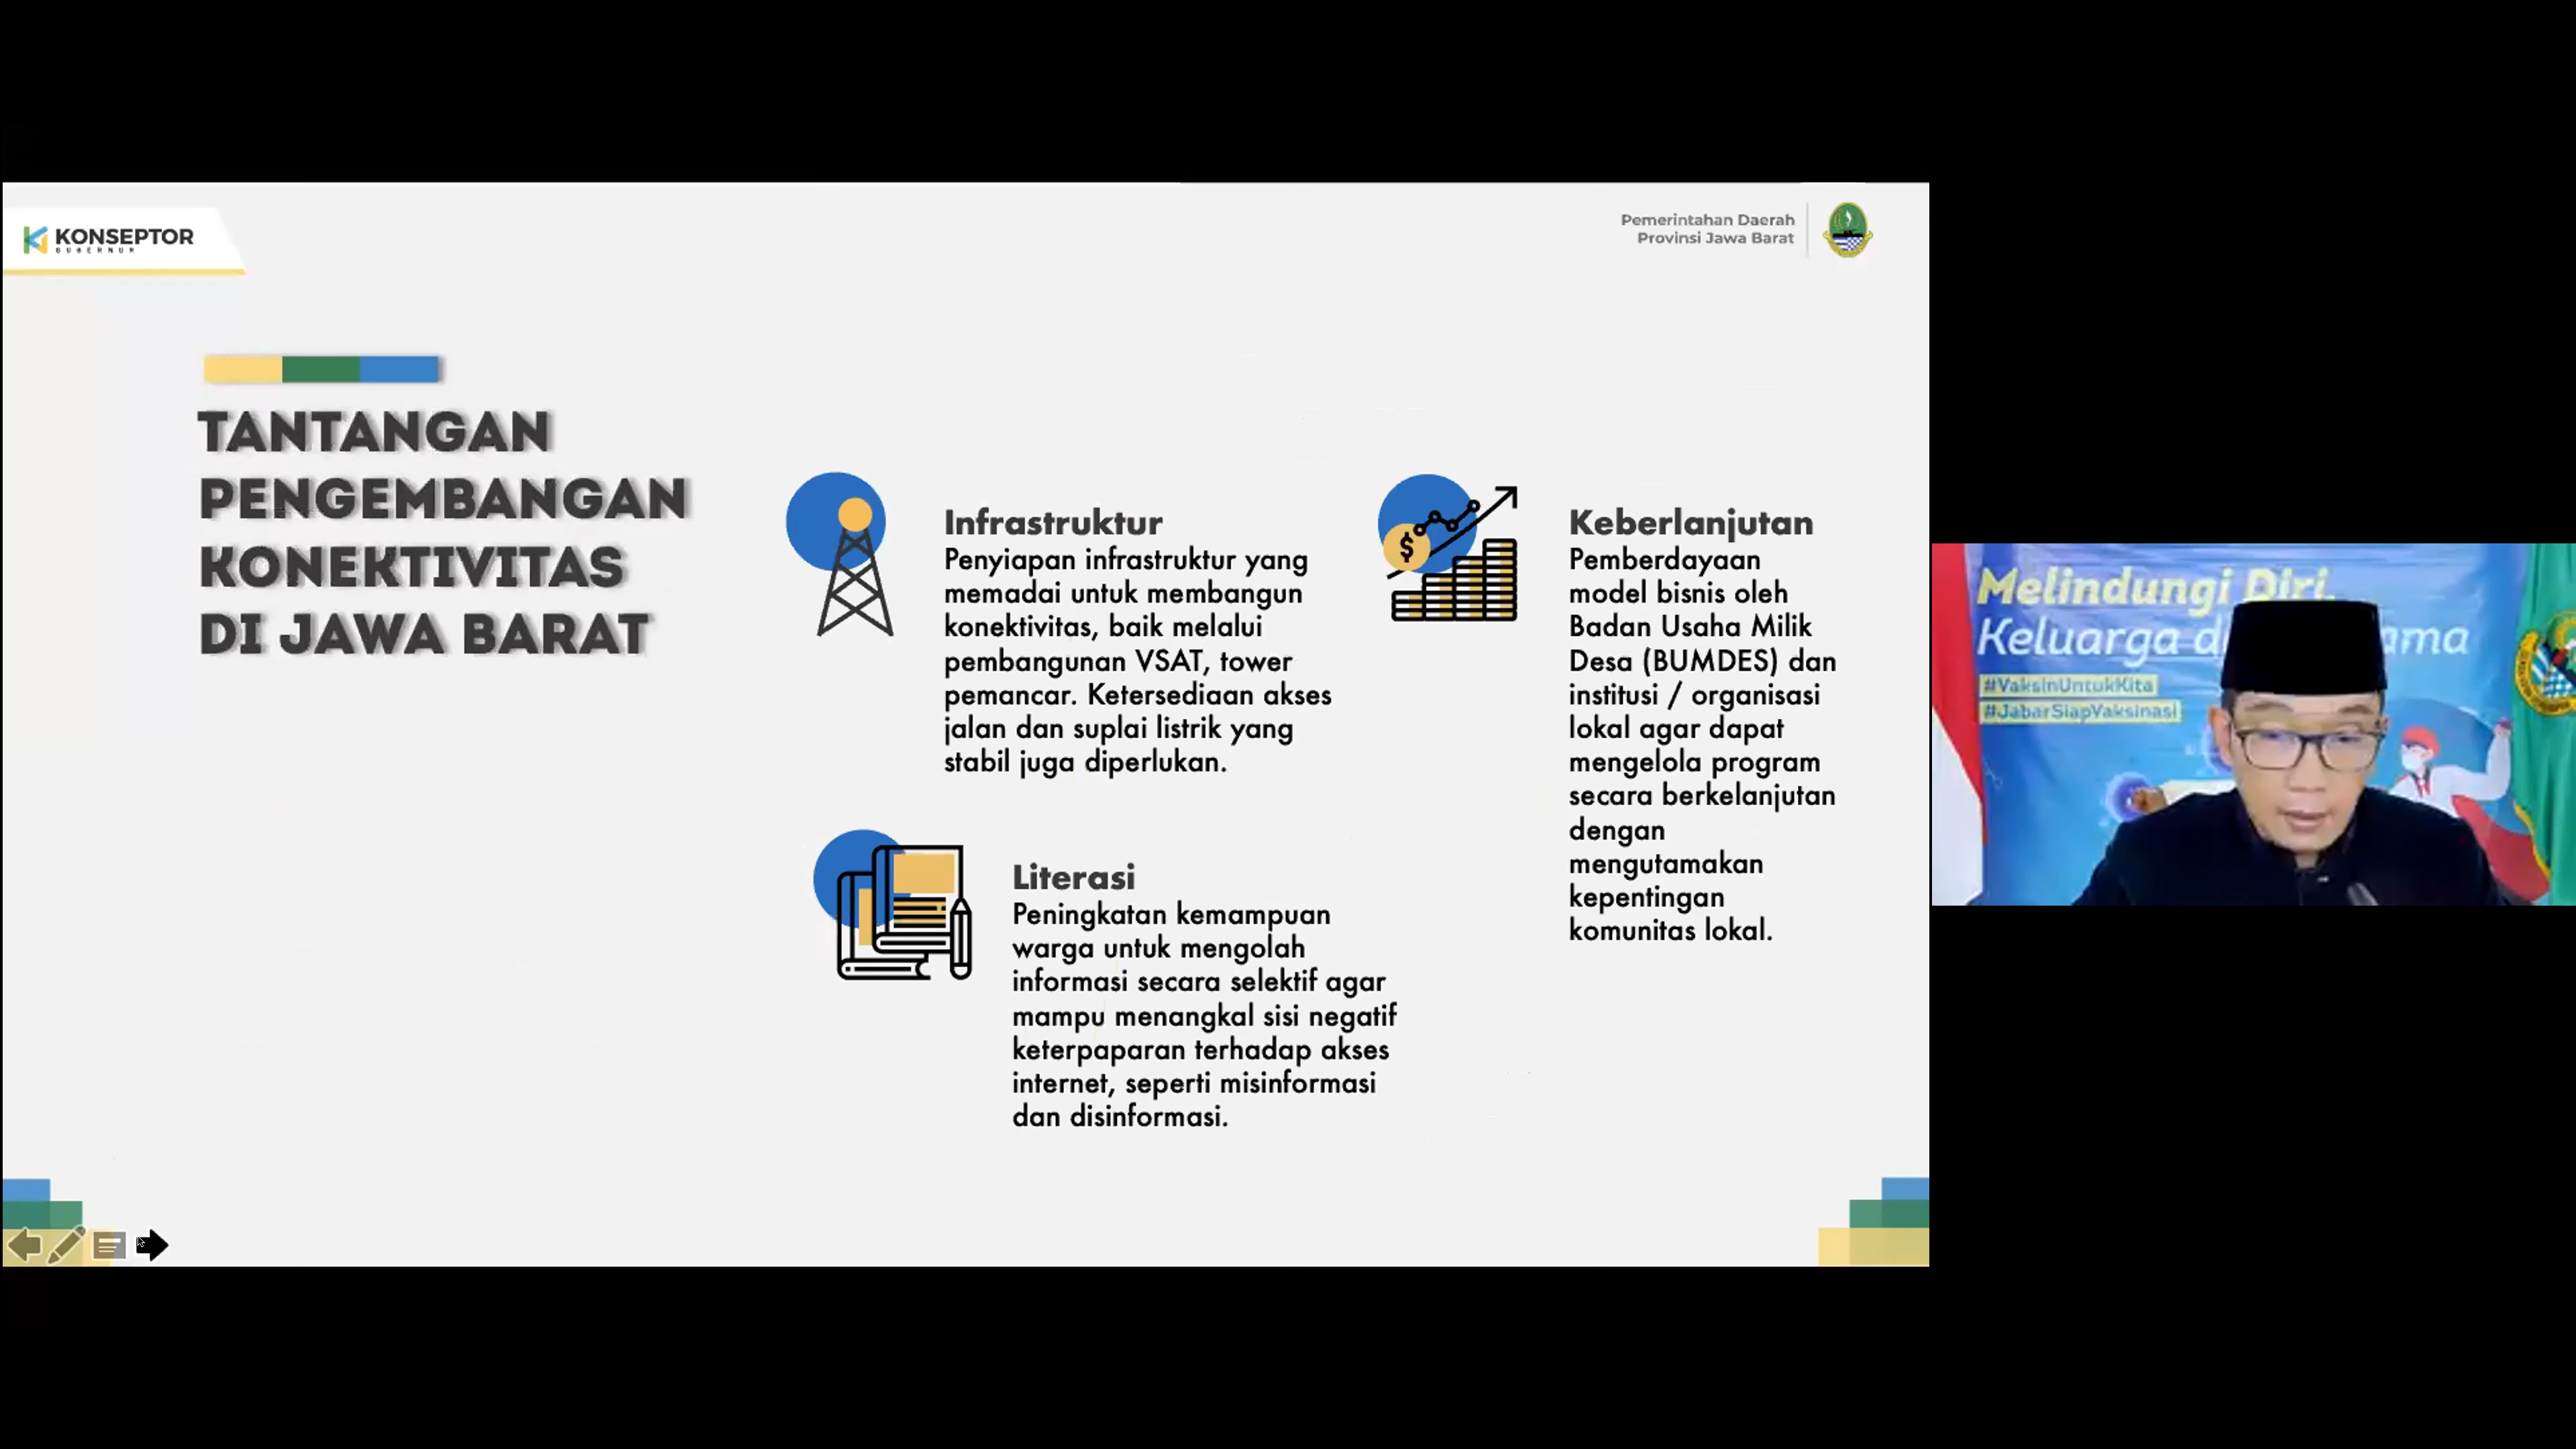 KONSEPTOR
GUBERNUR
Pemerintahan Daerah
Provinsi Jawa Barat
TANTANGAN
PENGEMBANGAN
KONEKTIVITAS
DI JAWA BARAT
Infrastruktur
Penyiapan infrastruktur yang
memadai untuk membangun
konektivitas, baik melalui
pembangunan VSAT, tower
pemancar. Ketersediaan akses
jalan dan suplai listrik yang
stabil juga diperlukan.
Literasi
Peningkatan kemampuan
warga untuk mengolah
informasi secara selektif agar
mampu menangkal sisi negatif
keterpaparan terhadap akses
internet, seperti misinformasi
dan disinformasi.
$
Keberlanjutan
Pemberdayaan
model bisnis oleh
Badan Usaha Milik
Desa (BUMDES) dan
institusi / organisasi
lokal agar dapat
mengelola program
secara berkelanjutan
dengan
mengutamakan
kepentingan
komunitas lokal.
Melindungi Diri,
Keluarga
#VaksinUntukKita
#JabarSiapVaksinasi